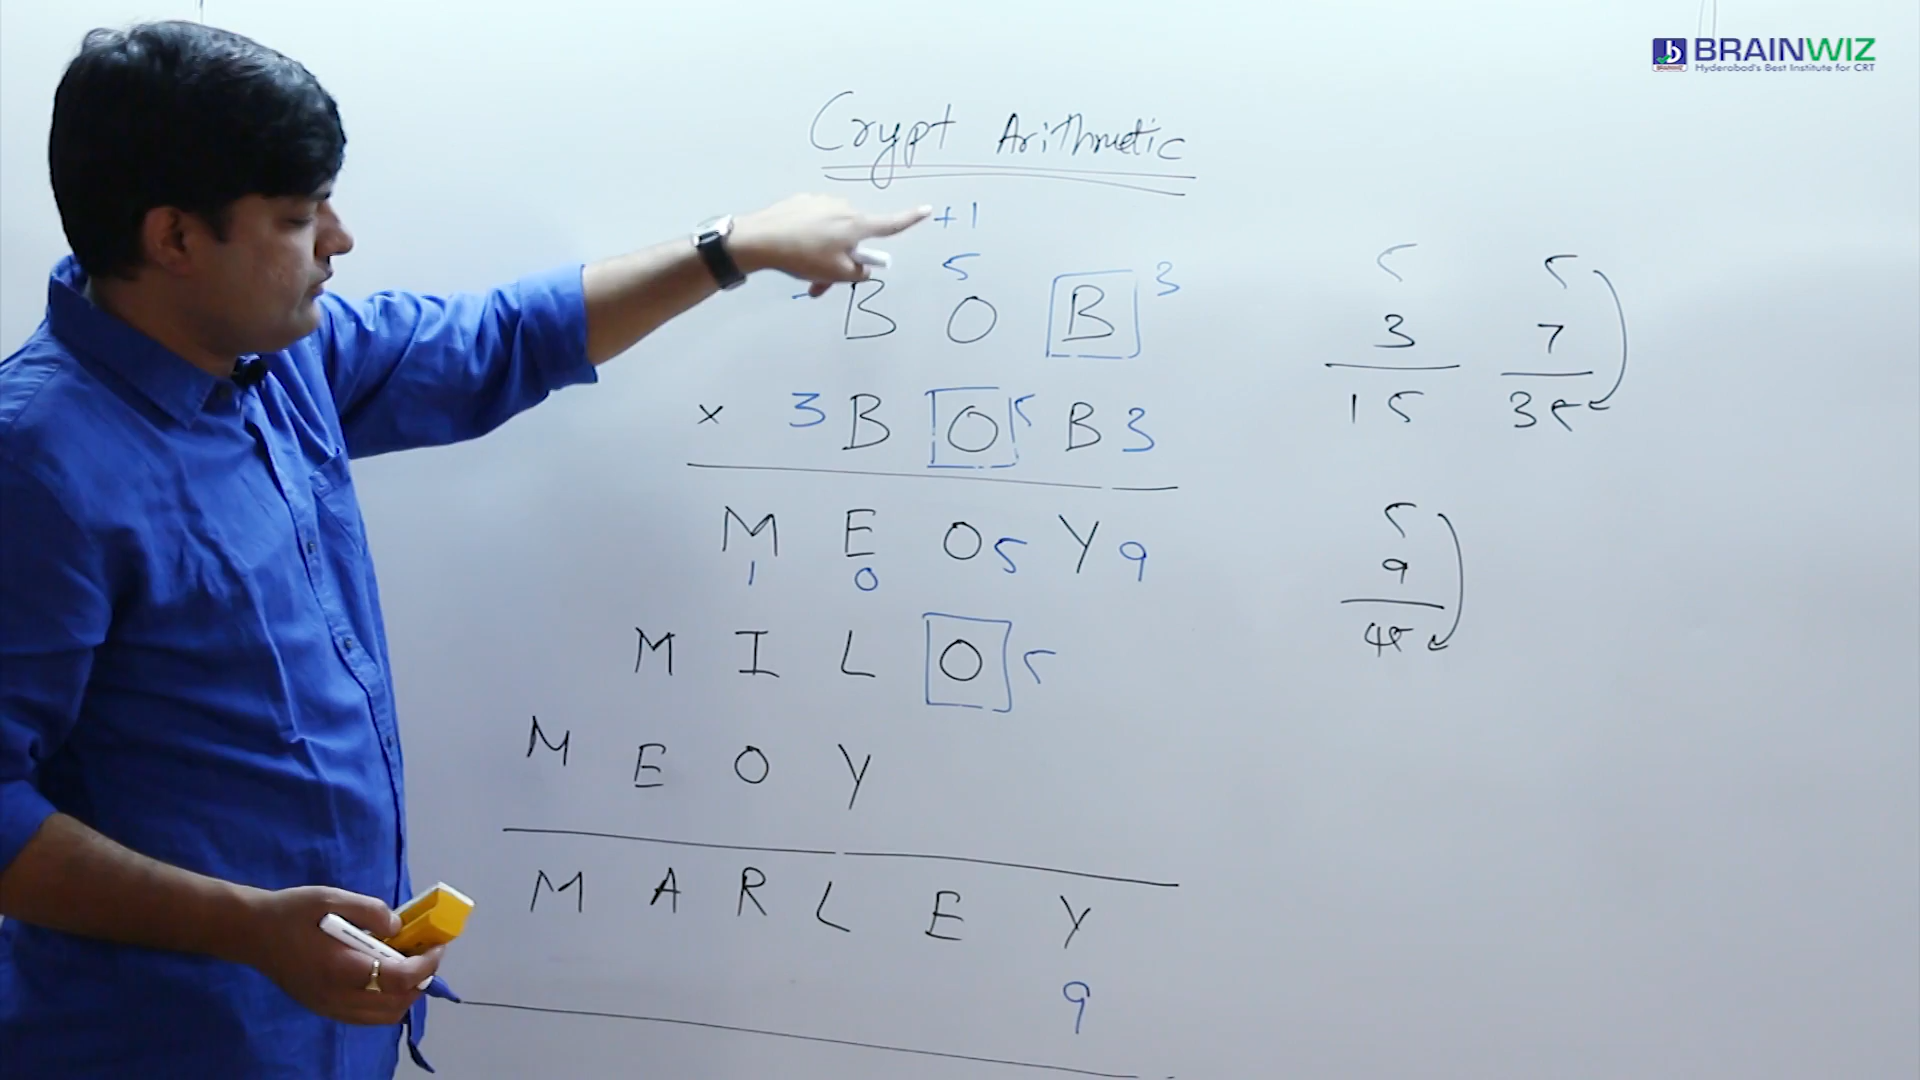 BRAINWIZ
Hyderabad's Best Institute for CRT
Crypt Arithmetic
+1
5
B O B 3
× 3 B O 5 B 3
M E O 5 Y 9
1 0
M I L O 5
M E O Y
M A R L E Y
9
5
3
15
5
7
35
5
9
45